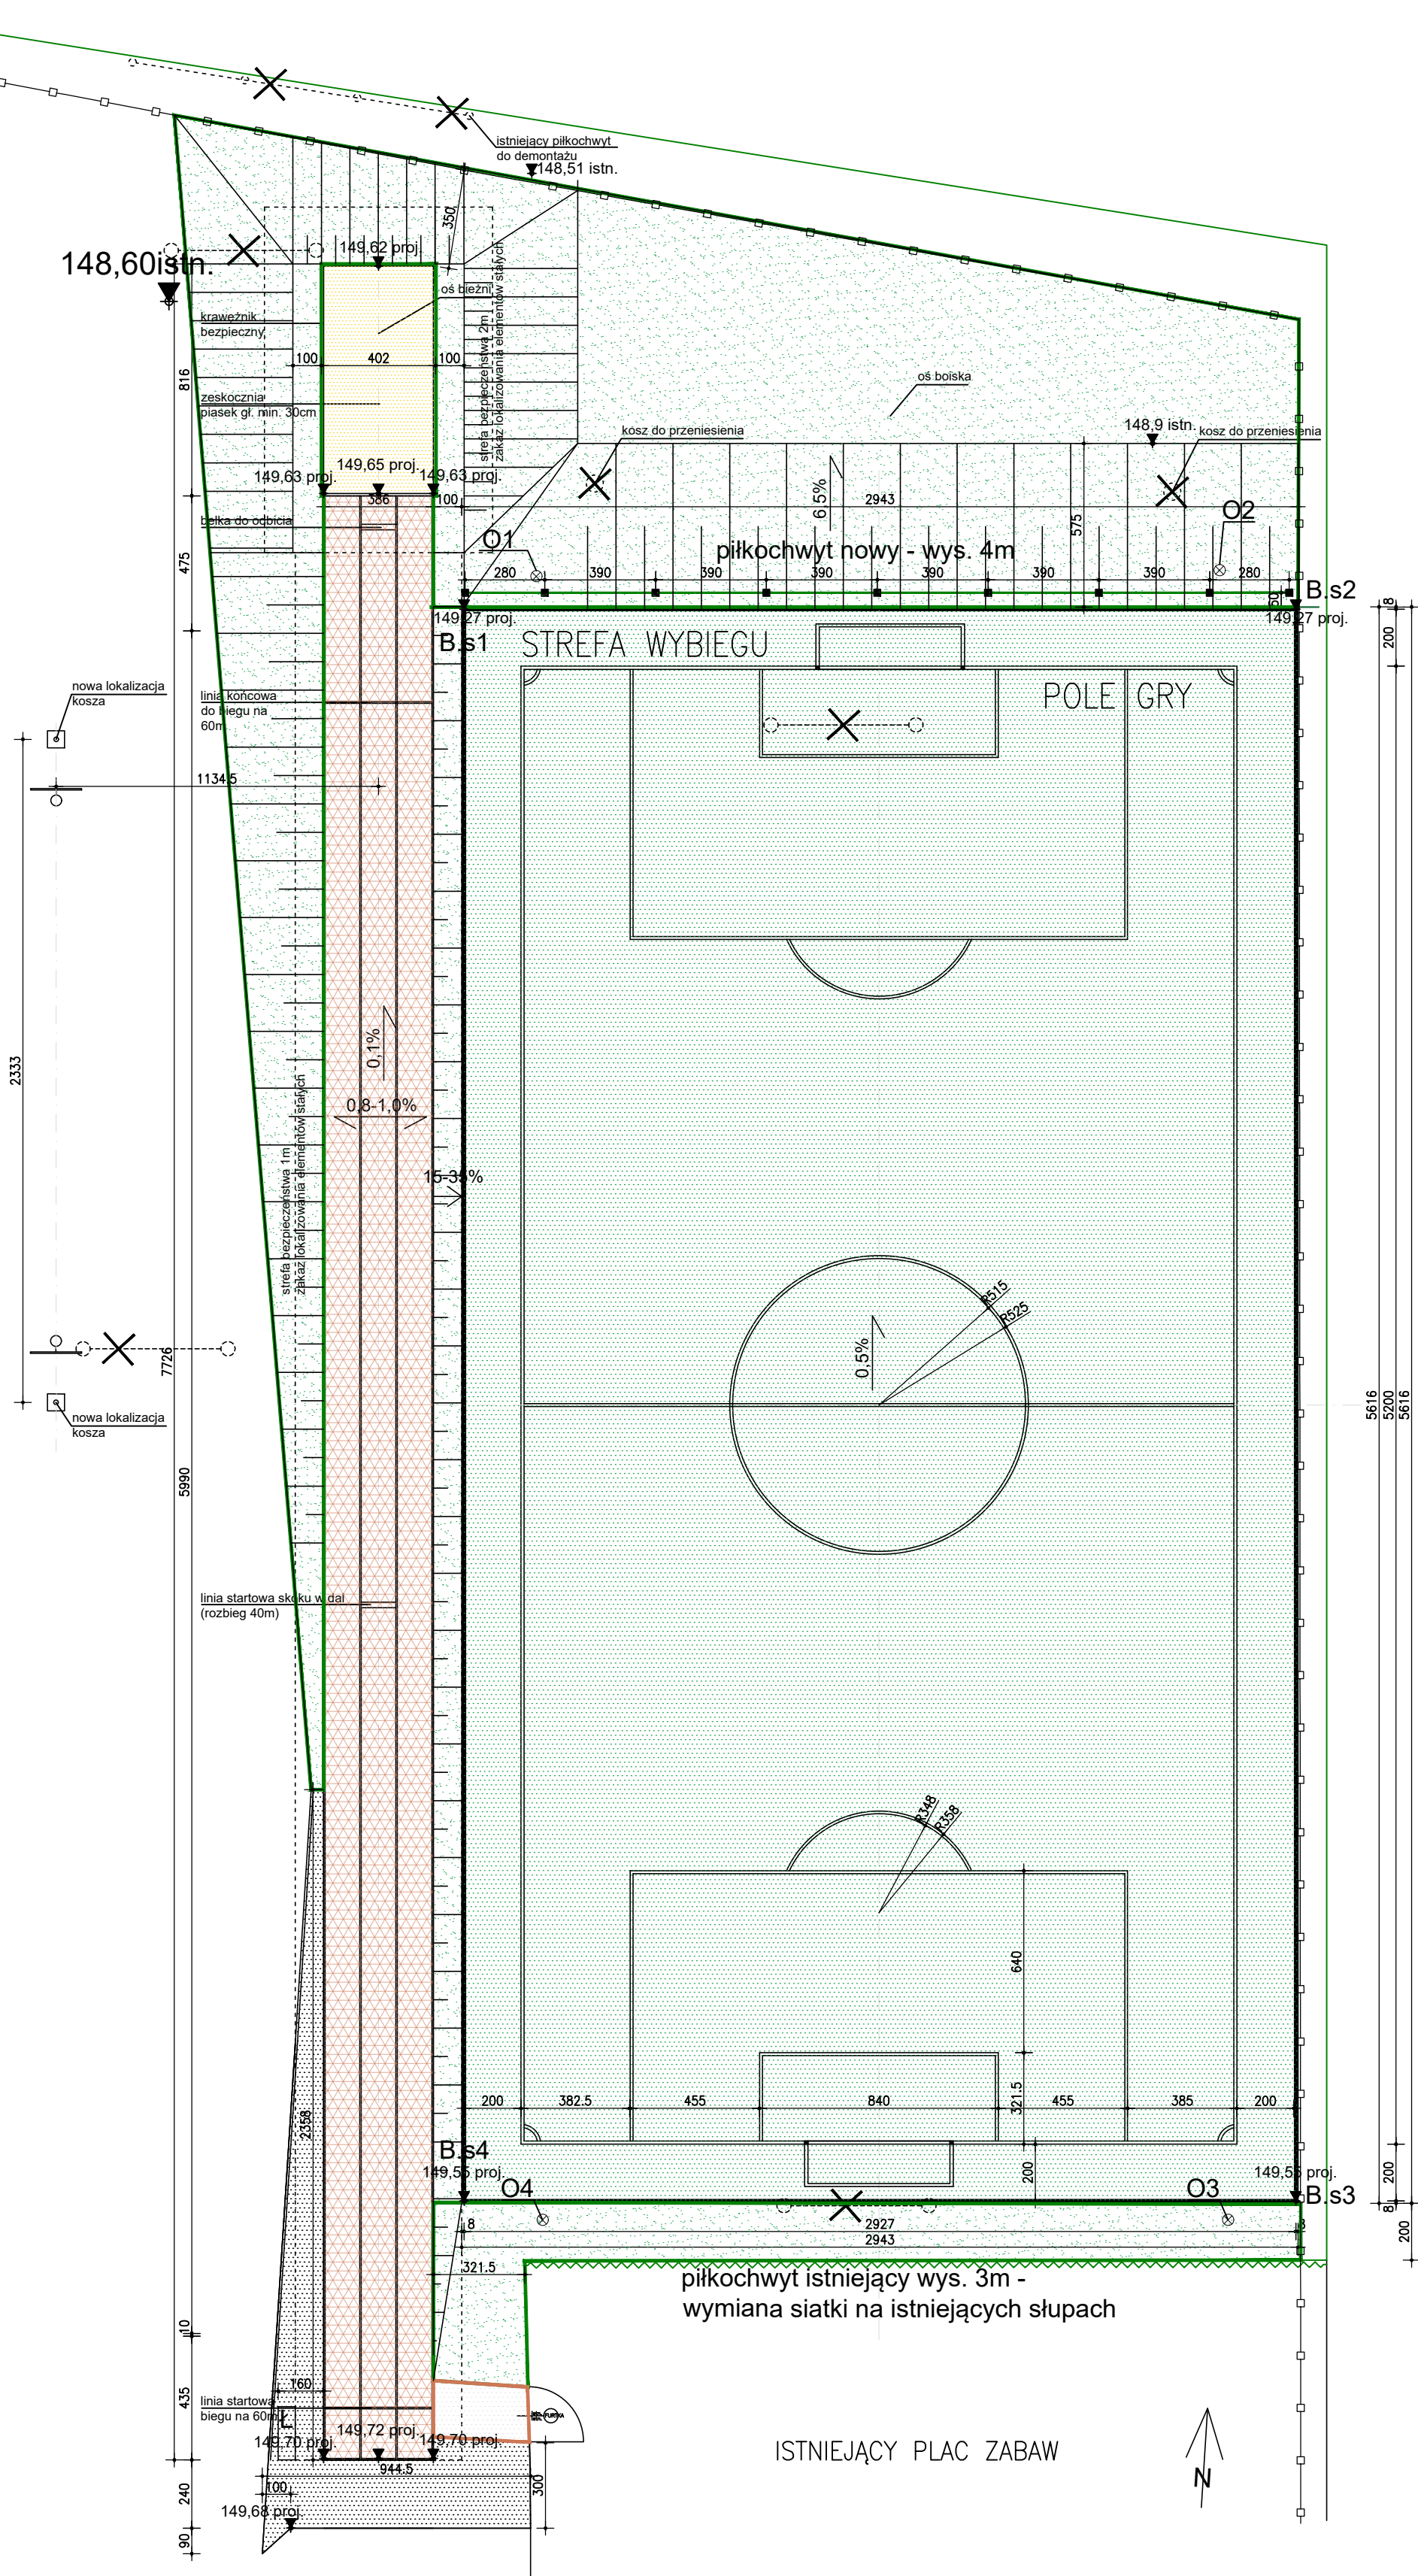 istniejący piłkochwyt
do demontażu
148,51 istn.
350
148,60istn.
149,62 proj.
oś bieżni
krawężnik
bezpieczny
100
402
100
strefa bezpieczeństwa 2m
zakaz lokalizowania elementów stałych
816
zeskocznia
piasek gł. min. 30cm
oś boiska
kosz do przeniesienia
148,9 istn.
kosz do przeniesienia
149,63 proj.
149,65 proj.
149,63 proj.
386
100
6,5%
2943
575
O2
belka do odbicia
O1
piłkochwyt nowy - wys. 4m
475
280
390
390
390
390
390
390
280
50
B.s2
8
149,27 proj.
149,27 proj.
B.s1
STREFA WYBIEGU
200
nowa lokalizacja
kosza
linia końcowa
do biegu na
60m
POLE GRY
1134.5
2333
0,1%
0,8-1,0%
15-35%
strefa bezpieczeństwa 1m
zakaz lokalizowania elementów stałych
R515
R525
0,5%
7726
5616
5200
5616
nowa lokalizacja
kosza
5990
linia startowa skoku w dal
(rozbieg 40m)
R348
R358
640
321.5
200
382.5
455
840
455
385
200
2358
B.s4
149,55 proj.
O4
200
O3
149,55 proj.
B.s3
200
8
200
8
2927
8
2943
321.5
piłkochwyt istniejący wys. 3m -
wymiana siatki na istniejących słupach
10
435
160
linia startowa
biegu na 60m
Ł
149,70 proj.
149,72 proj.
149,70 proj.
FURTKA
ISTNIEJĄCY PLAC ZABAW
N
944.5
100
300
240
149,68 proj.
90